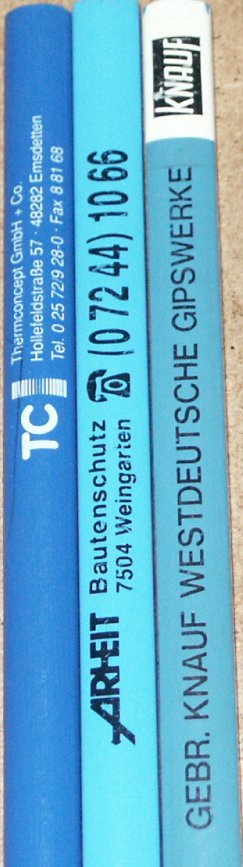 TC
Thermconcept GmbH + Co.
Hollefeldstraße 57 · 48282 Emsdetten
Tel. 0 25 72/9 28-0 · Fax 8 81 68
ARHEIT
Bautenschutz
7504 Weingarten
☎ (0 72 44) 10 66
GEBR. KNAUF WESTDEUTSCHE GIPSWERKE
KNAUF